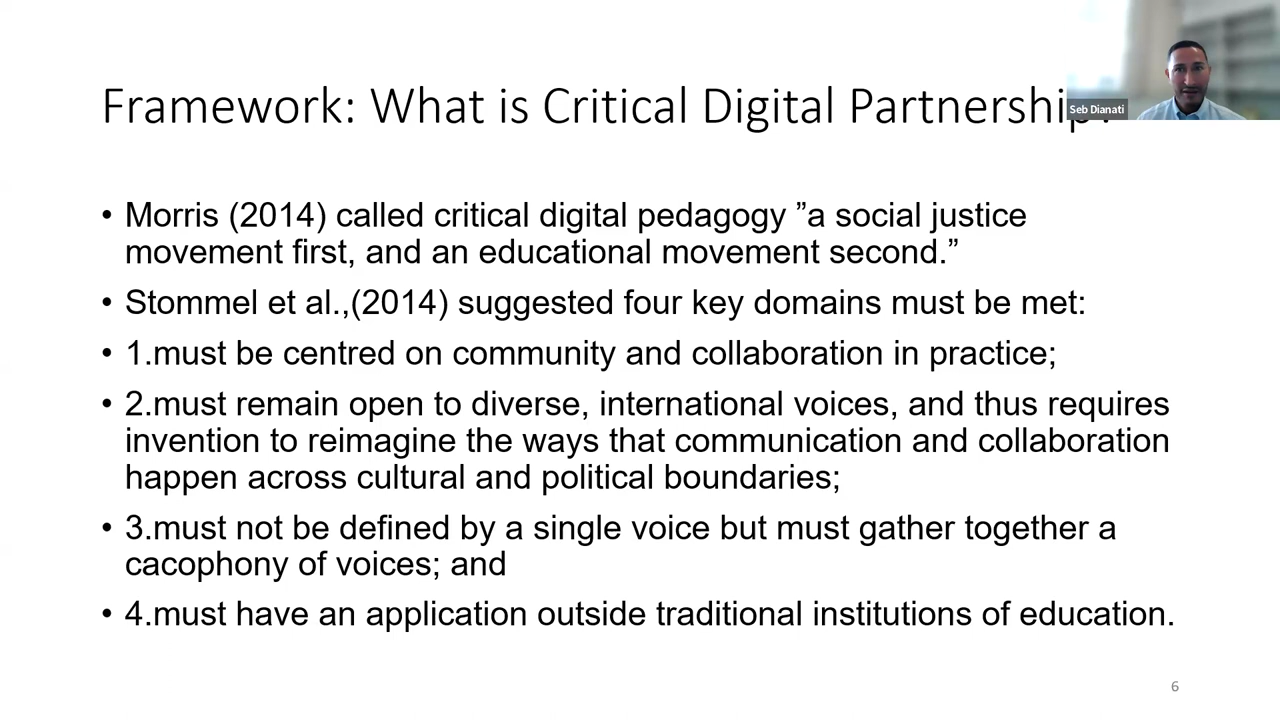 Framework: What is Critical Digital Partnership?
Seb Dianati
• Morris (2014) called critical digital pedagogy ”a social justice
movement first, and an educational movement second.”
• Stommel et al.,(2014) suggested four key domains must be met:
• 1.must be centred on community and collaboration in practice;
• 2.must remain open to diverse, international voices, and thus requires
invention to reimagine the ways that communication and collaboration
happen across cultural and political boundaries;
• 3.must not be defined by a single voice but must gather together a
cacophony of voices; and
• 4.must have an application outside traditional institutions of education.
6